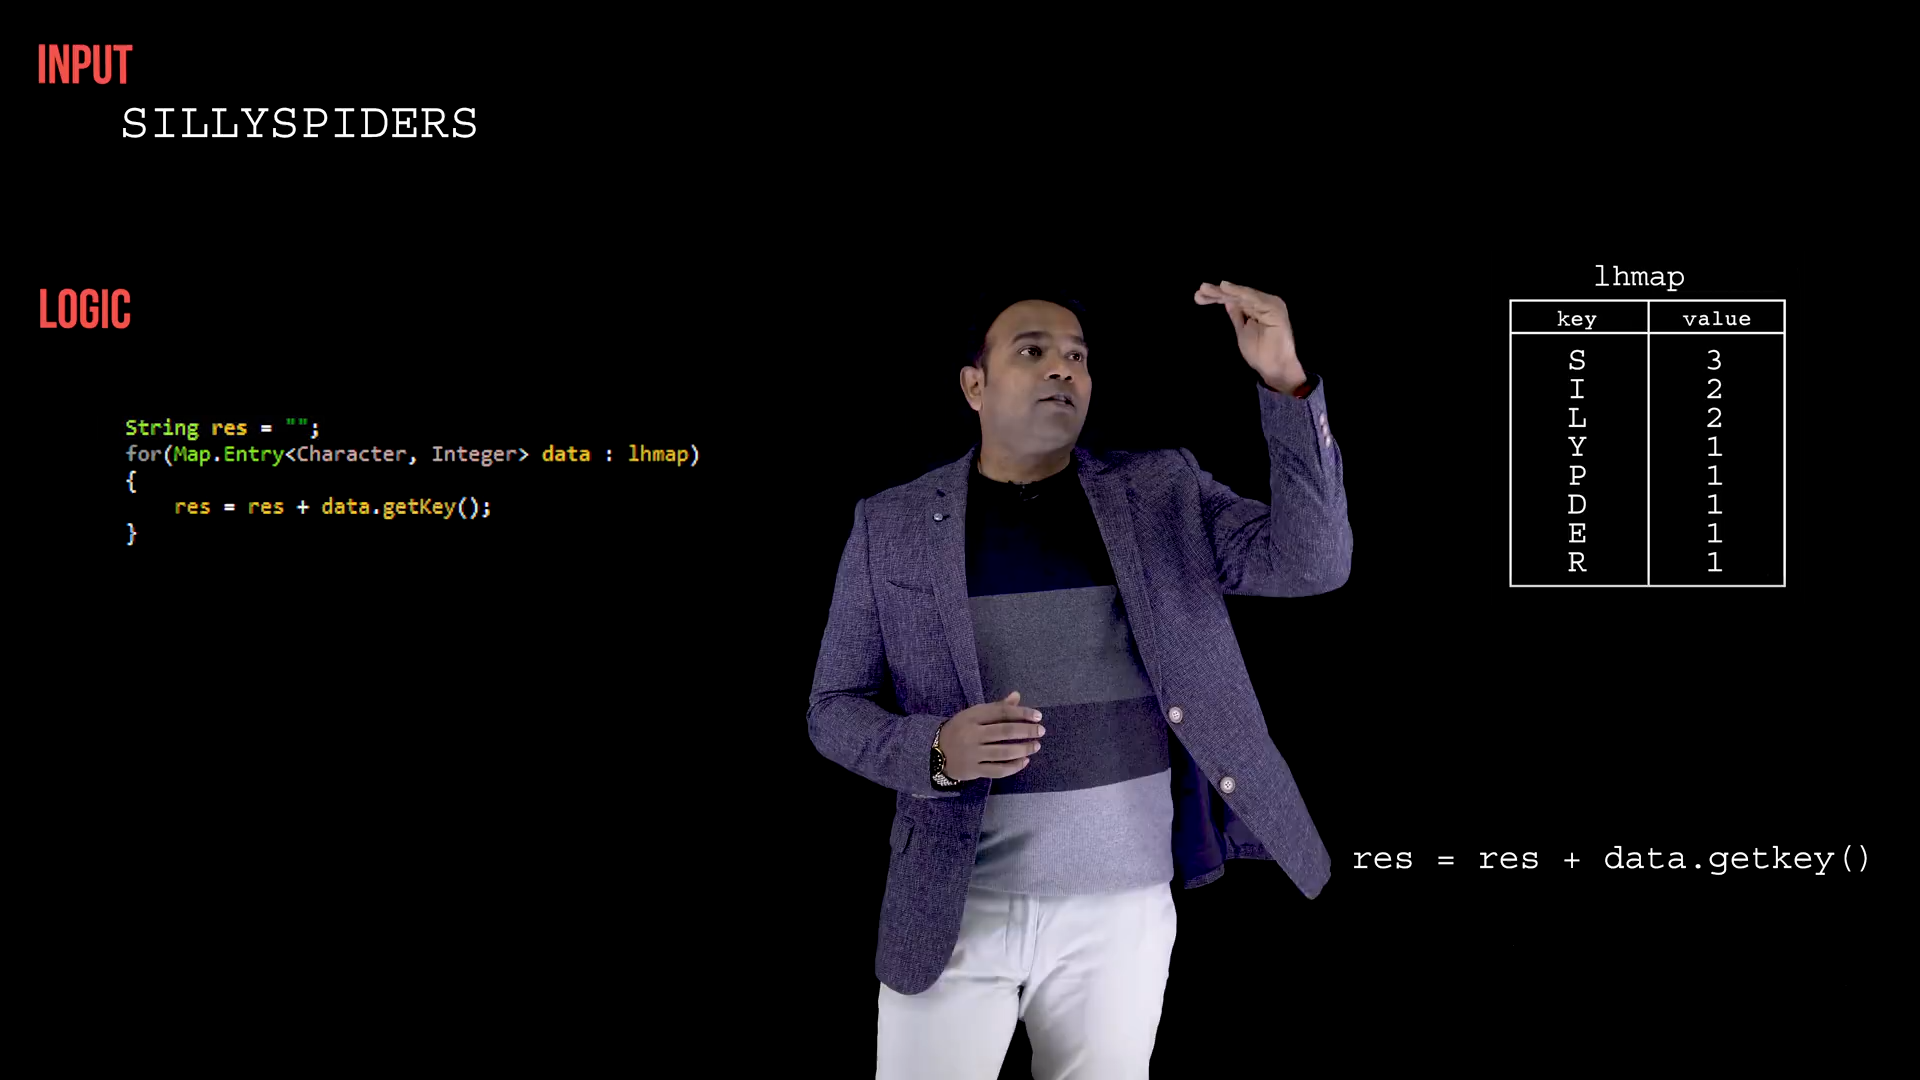 INPUT
SILLYSPIDERS
LOGIC
String res = "";
for(Map.Entry<Character, Integer> data : lhmap)
{
res = res + data.getKey();
}
lhmap
key value
S 3
I 2
L 2
Y 1
P 1
D 1
E 1
R 1
res = res + data.getkey()